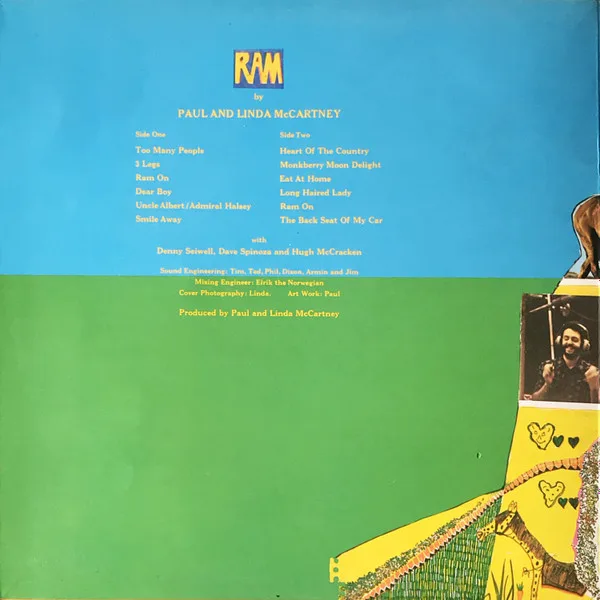 RAM
by
PAUL AND LINDA McCARTNEY
Side One Side Two
Too Many People Heart Of The Country
3 Legs Monkberry Moon Delight
Ram On Eat At Home
Dear Boy Long Haired Lady
Uncle Albert/Admiral Halsey Ram On
Smile Away The Back Seat Of My Car
with
Denny Seiwell, Dave Spinoza and Hugh McCracken
Sound Engineering: Tim, Ted, Phil, Dixon, Armin and Jim
Mixing Engineer: Eirik the Norwegian
Cover Photography: Linda. Art Work: Paul
Produced by Paul and Linda McCartney